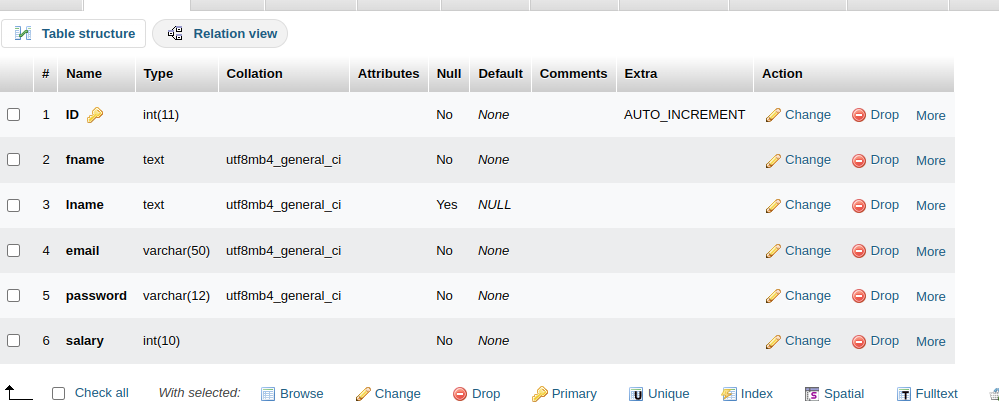 Table structure Relation view
# Name Type Collation Attributes Null Default Comments Extra Action
1 ID int(11) No None AUTO_INCREMENT Change Drop More
2 fname text utf8mb4_general_ci No None Change Drop More
3 lname text utf8mb4_general_ci Yes NULL Change Drop More
4 email varchar(50) utf8mb4_general_ci No None Change Drop More
5 password varchar(12) utf8mb4_general_ci No None Change Drop More
6 salary int(10) No None Change Drop More
Check all With selected: Browse Change Drop Primary Unique Index Spatial Fulltext